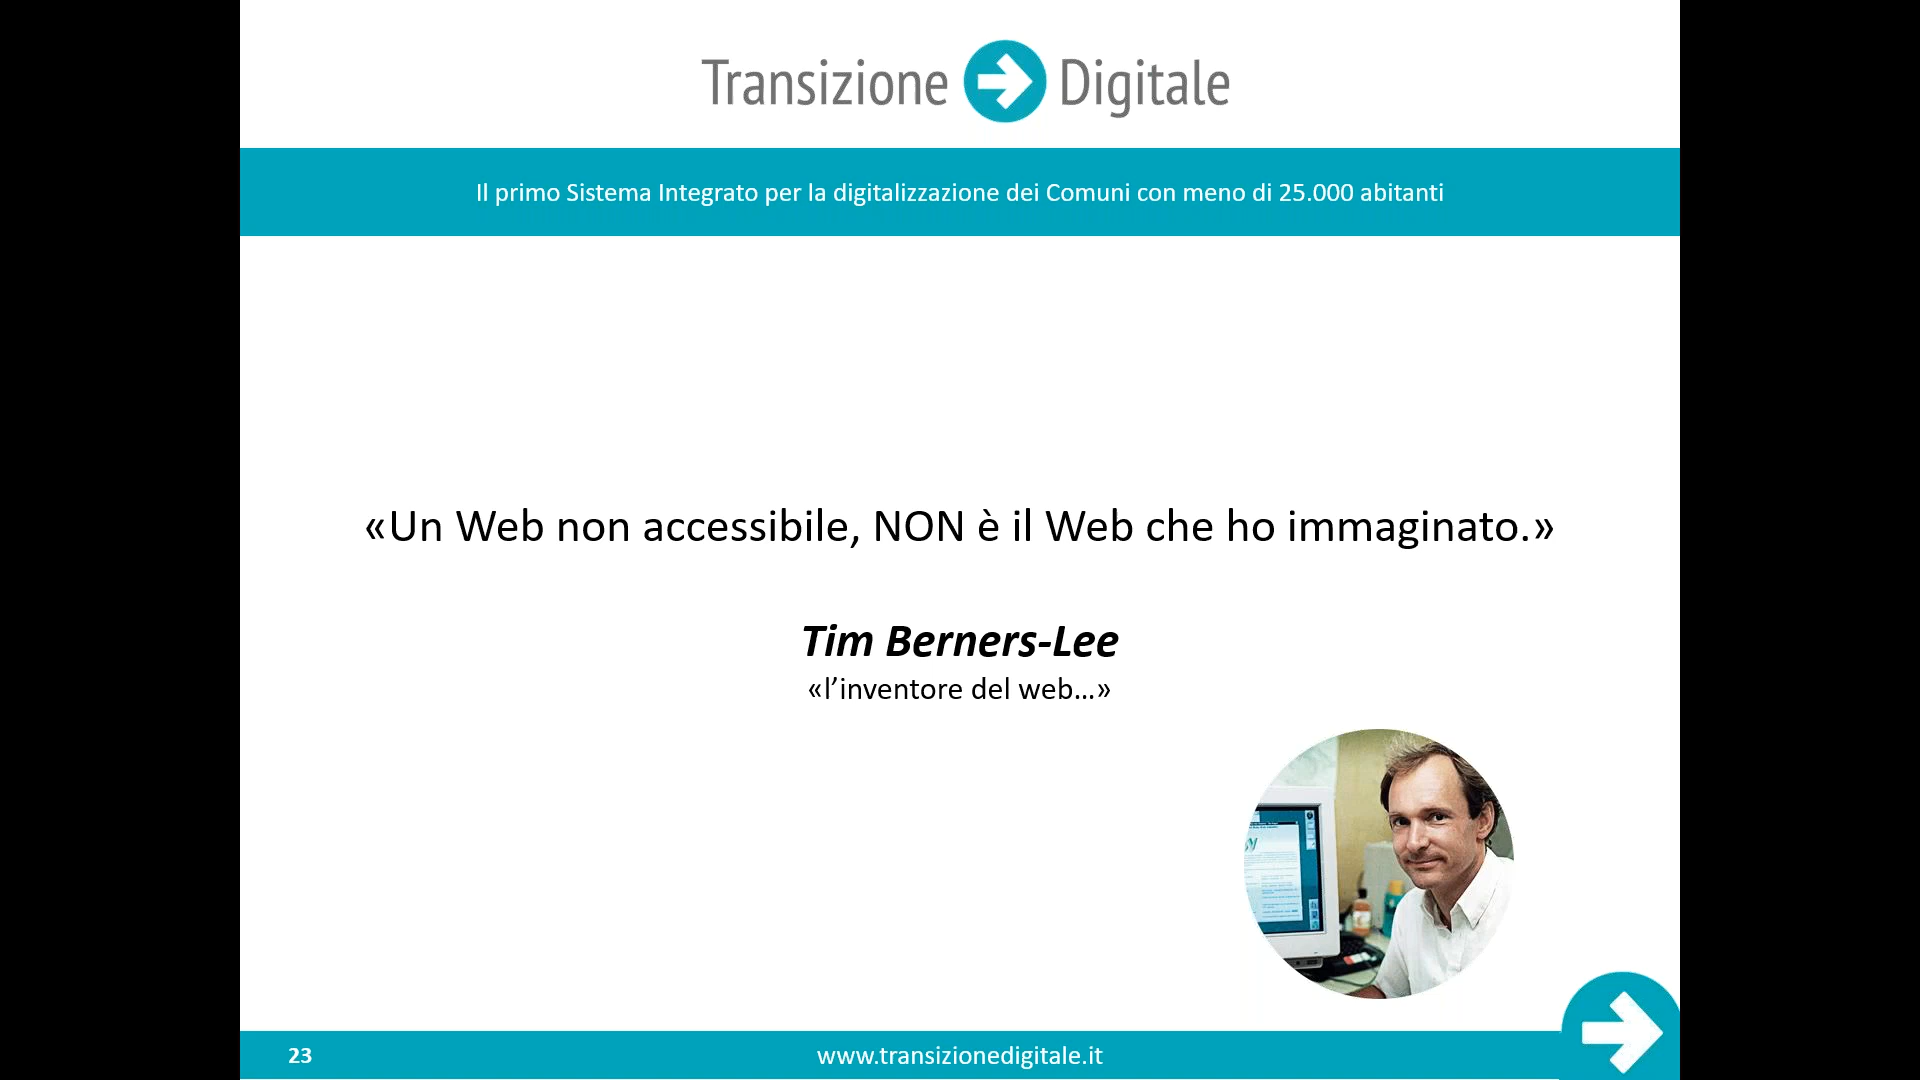 Transizione Digitale
Il primo Sistema Integrato per la digitalizzazione dei Comuni con meno di 25.000 abitanti
«Un Web non accessibile, NON è il Web che ho immaginato.»
Tim Berners-Lee
«l’inventore del web...»
23
www.transizionedigitale.it